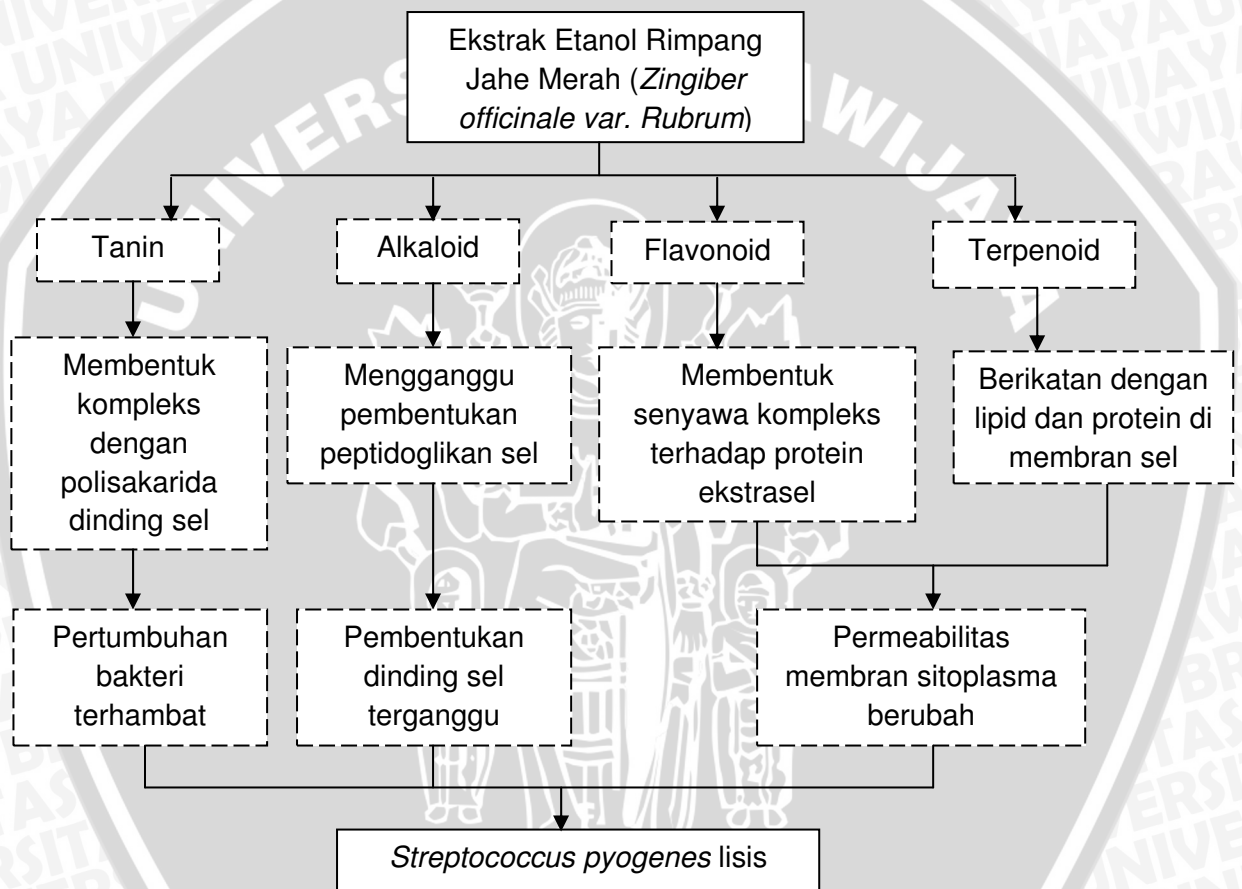 Ekstrak Etanol Rimpang
Jahe Merah (Zingiber
officinale var. Rubrum)
Tanin
Alkaloid
Flavonoid
Terpenoid
Membentuk
kompleks
dengan
polisakarida
dinding sel
Mengganggu
pembentukan
peptidoglikan sel
Membentuk
senyawa kompleks
terhadap protein
ekstrasel
Berikatan dengan
lipid dan protein di
membran sel
Pertumbuhan
bakteri
terhambat
Pembentukan
dinding sel
terganggu
Permeabilitas
membran sitoplasma
berubah
Streptococcus pyogenes lisis